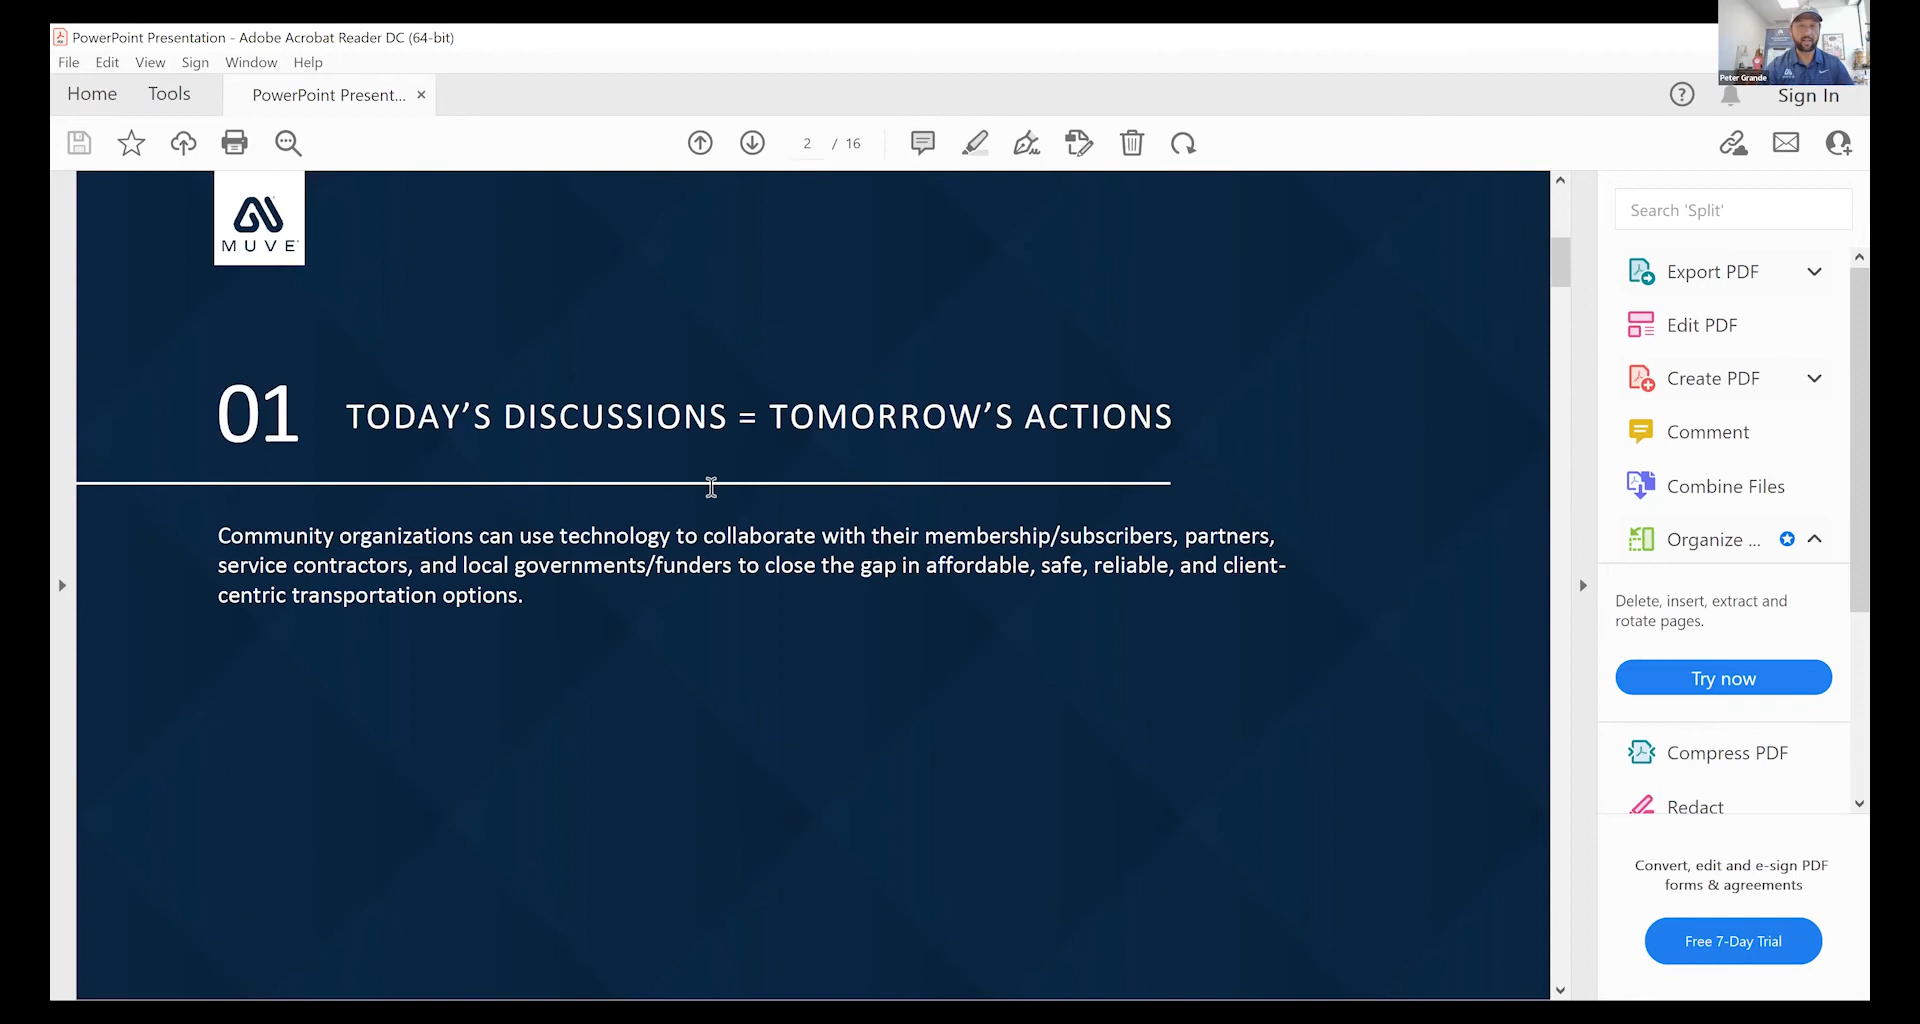 PowerPoint Presentation - Adobe Acrobat Reader DC (64-bit)
File Edit View Sign Window Help
Peter Grande
Home Tools PowerPoint Present... ×
? Sign In
2 / 16
MUVE
Search 'Split'
Export PDF
Edit PDF
Create PDF
Comment
Combine Files
Organize ...
Delete, insert, extract and
rotate pages.
Try now
Compress PDF
Redact
Convert, edit and e-sign PDF
forms & agreements
Free 7-Day Trial
01 TODAY’S DISCUSSIONS = TOMORROW’S ACTIONS
Community organizations can use technology to collaborate with their membership/subscribers, partners,
service contractors, and local governments/funders to close the gap in affordable, safe, reliable, and client-
centric transportation options.